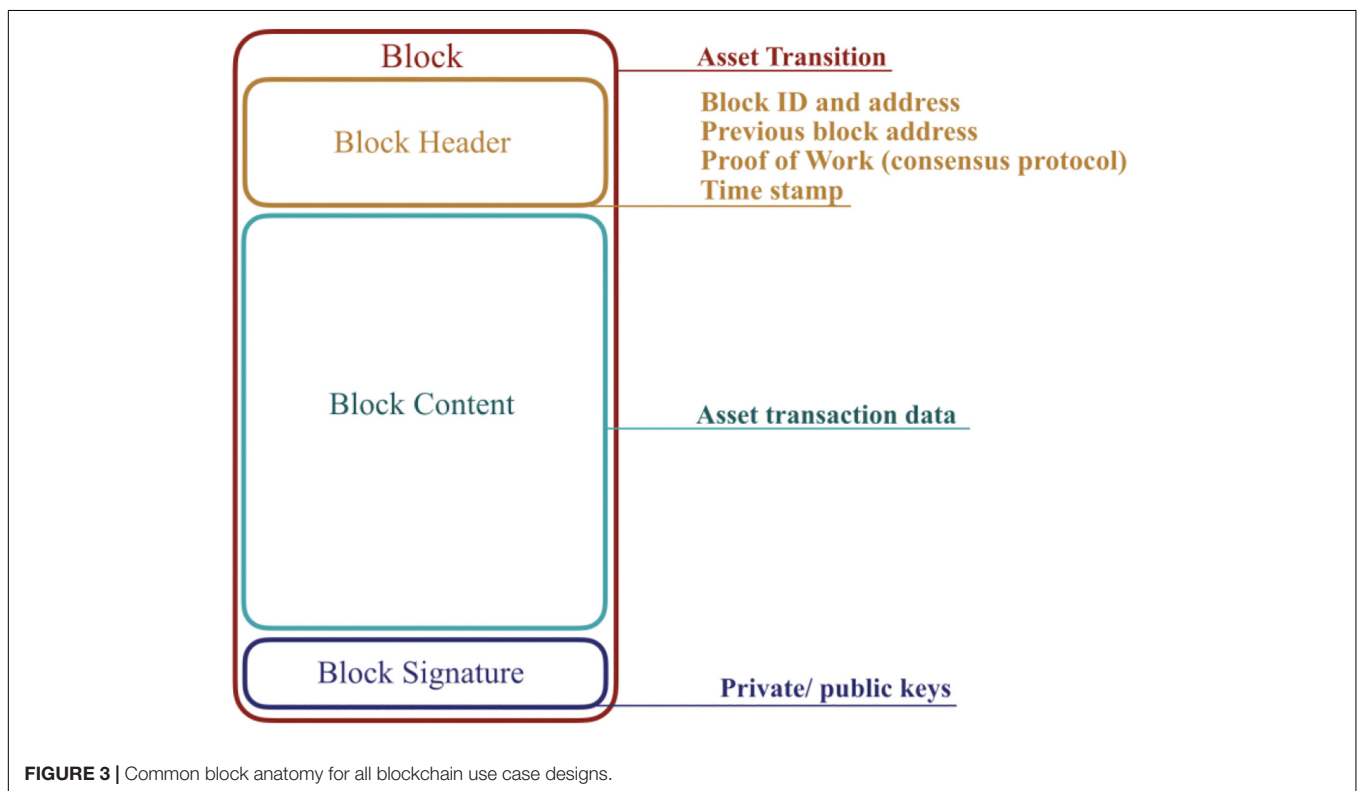 Block
Asset Transition
Block Header
Block ID and address
Previous block address
Proof of Work (consensus protocol)
Time stamp
Block Content
Asset transaction data
Block Signature
Private/ public keys
FIGURE 3 | Common block anatomy for all blockchain use case designs.